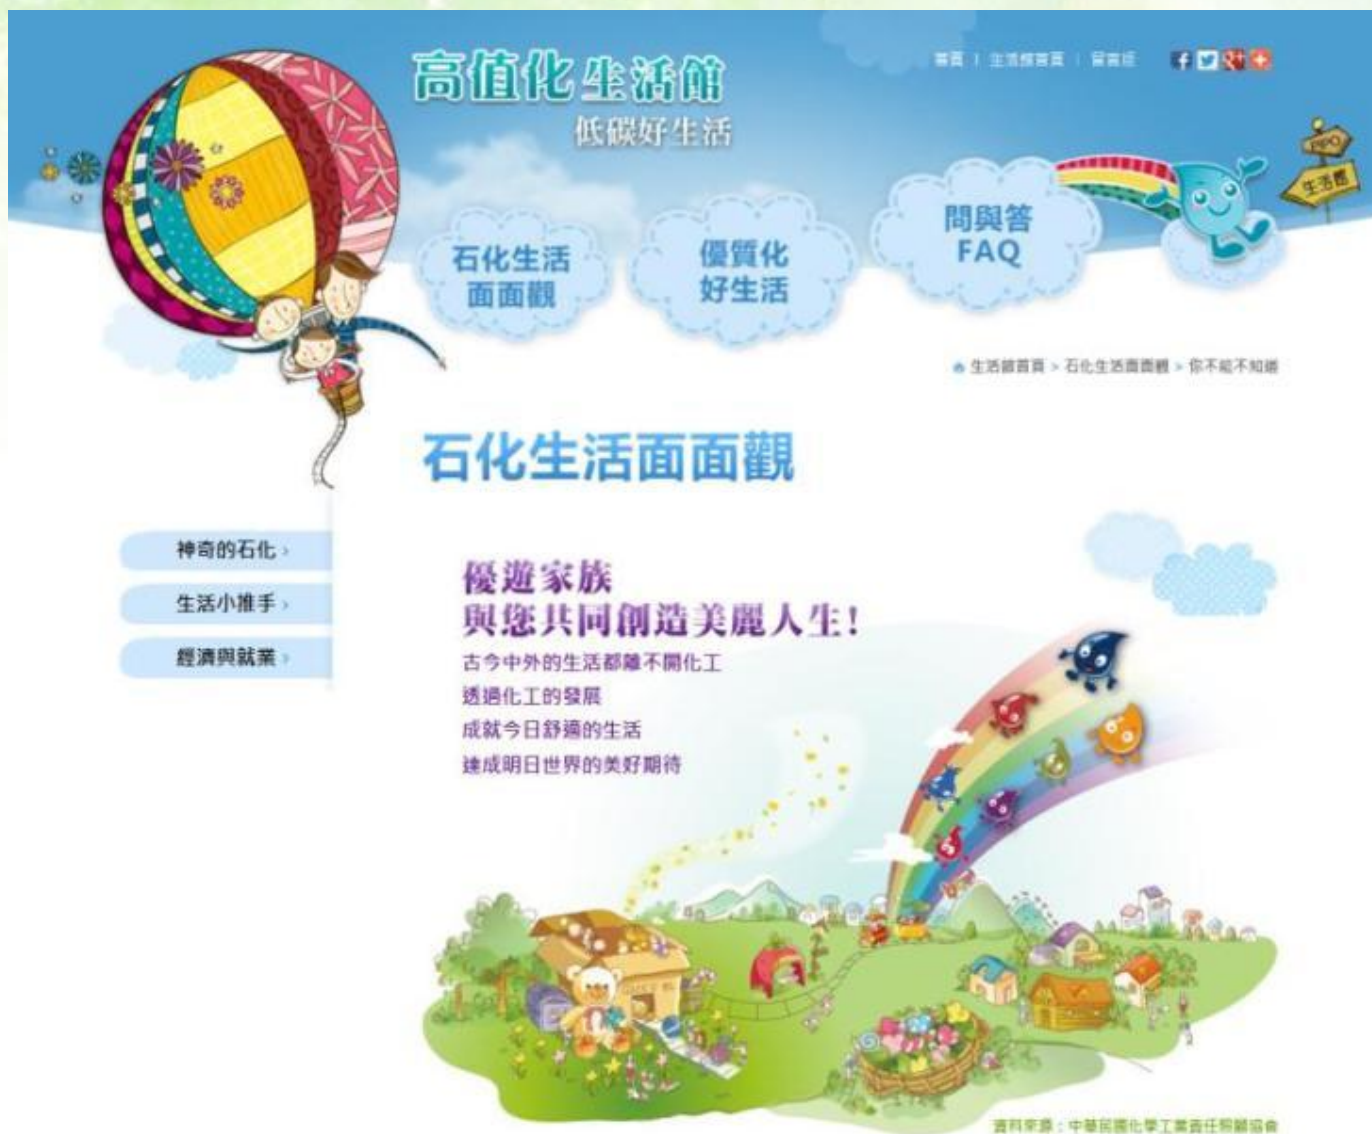 高值化生活館
低碳好生活
首頁 | 生活館首頁 | 留言板
PIPO
生活館
石化生活
面面觀
優質化
好生活
問與答
FAQ
生活館首頁 > 石化生活面面觀 > 你不能不知道
石化生活面面觀
神奇的石化 >
生活小推手 >
經濟與就業 >
優遊家族
與您共同創造美麗人生!
古今中外的生活都離不開化工
透過化工的發展
成就今日舒適的生活
達成明日世界的美好期待
資料來源：中華民國化學工業責任照顧協會